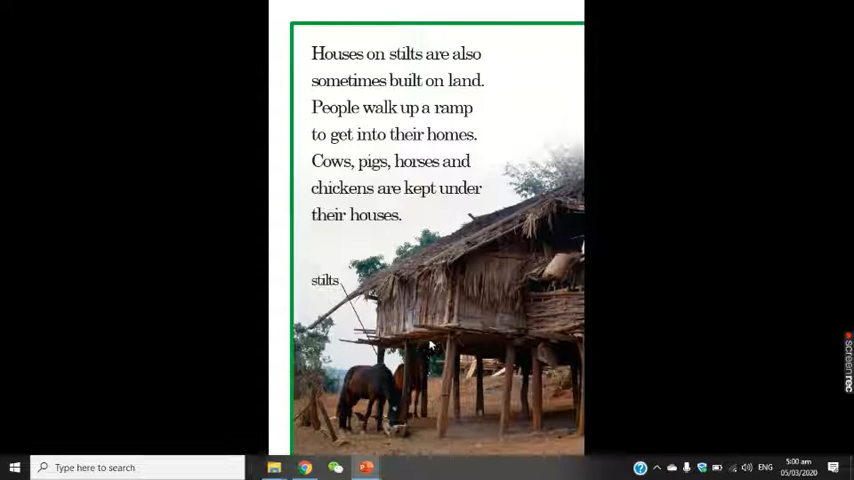 Houses on stilts are also
sometimes built on land.
People walk up a ramp
to get into their homes.
Cows, pigs, horses and
chickens are kept under
their houses.
stilts
screenrec
Type here to search
ENG
5:00 am
05/03/2020